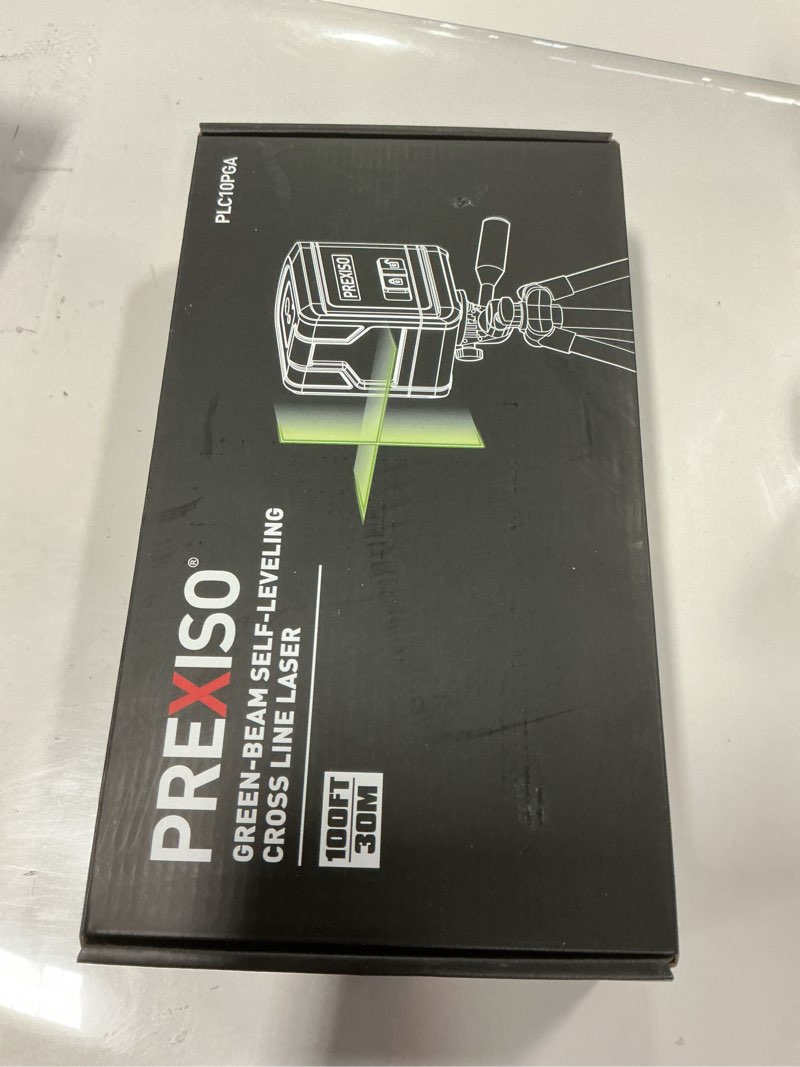 PREXISO®
GREEN-BEAM SELF-LEVELING
CROSS LINE LASER
100FT
30M
PREXISO
PLC10PGA